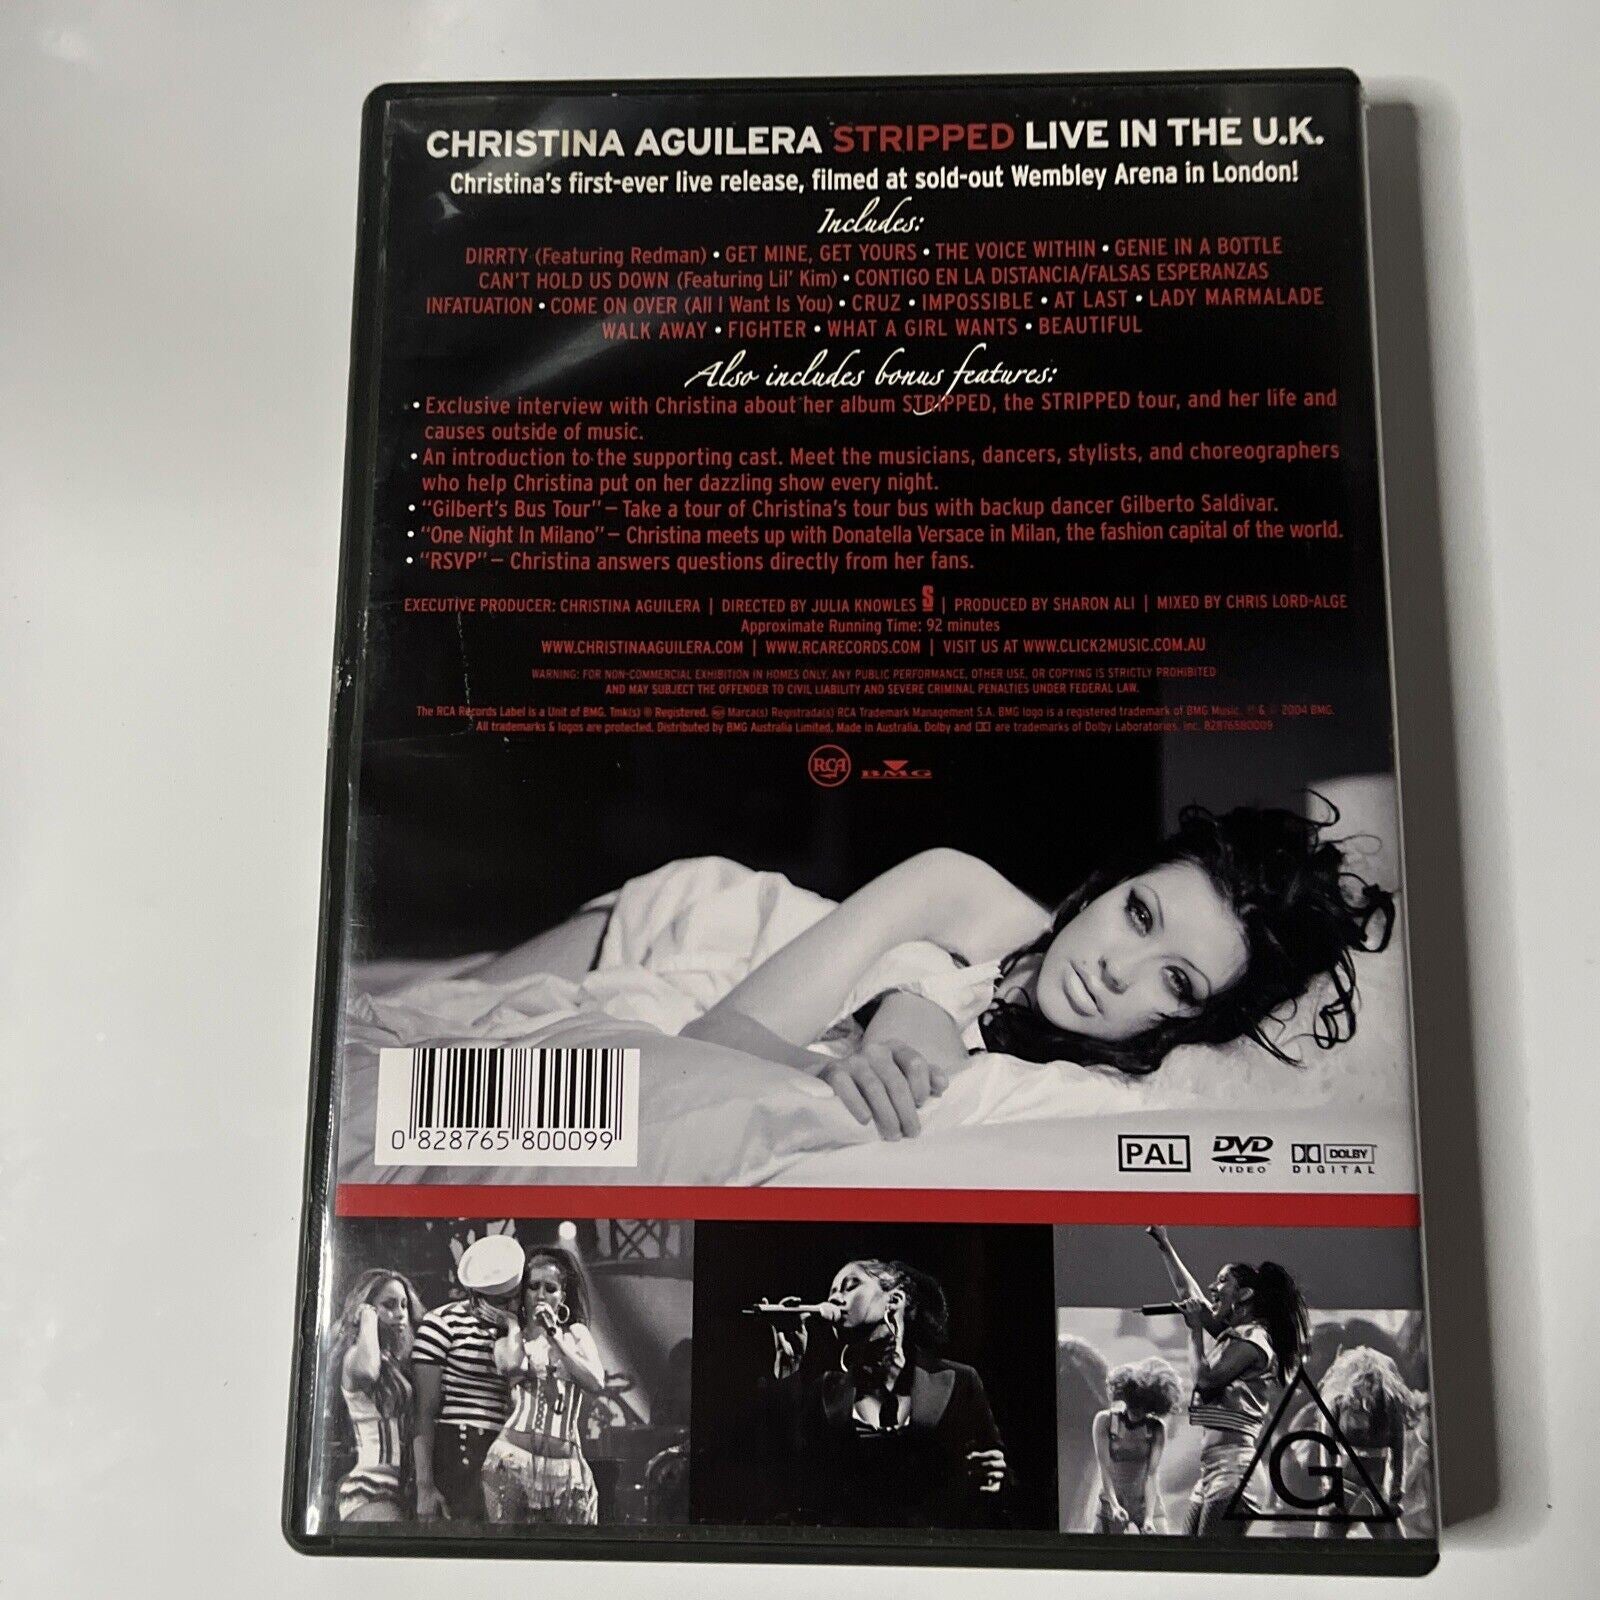 CHRISTINA AGUILERA STRIPPED LIVE IN THE U.K.
Christina's first-ever live release, filmed at sold-out Wembley Arena in London!
Includes:
DIRRTY (Featuring Redman) • GET MINE, GET YOURS • THE VOICE WITHIN • GENIE IN A BOTTLE
CAN'T HOLD US DOWN (Featuring Lil' Kim) • CONTIGO EN LA DISTANCIA/FALSAS ESPERANZAS
INFATUATION • COME ON OVER (All I Want Is You) • CRUZ • IMPOSSIBLE • AT LAST • LADY MARMALADE
WALK AWAY • FIGHTER • WHAT A GIRL WANTS • BEAUTIFUL
Also includes bonus features:
• Exclusive interview with Christina about her album STRIPPED, the STRIPPED tour, and her life and
causes outside of music.
• An introduction to the supporting cast. Meet the musicians, dancers, stylists, and choreographers
who help Christina put on her dazzling show every night.
• "Gilbert's Bus Tour" – Take a tour of Christina's tour bus with backup dancer Gilberto Saldivar.
• "One Night In Milano" – Christina meets up with Donatella Versace in Milan, the fashion capital of the world.
• "RSVP" – Christina answers questions directly from her fans.
EXECUTIVE PRODUCER: CHRISTINA AGUILERA | DIRECTED BY JULIA KNOWLES S | PRODUCED BY SHARON ALI | MIXED BY CHRIS LORD-ALGE
Approximate Running Time: 92 minutes
WWW.CHRISTINAAGUILERA.COM | WWW.RCARECORDS.COM | VISIT US AT WWW.CLICK2MUSIC.COM.AU
WARNING: FOR NON-COMMERCIAL EXHIBITION IN HOMES ONLY. ANY PUBLIC PERFORMANCE, OTHER USE, OR COPYING IS STRICTLY PROHIBITED
AND MAY SUBJECT THE OFFENDER TO CIVIL LIABILITY AND SEVERE CRIMINAL PENALTIES UNDER FEDERAL LAW.
The RCA Records Label is a Unit of BMG. Tmk(s) ® Registered. Marca(s) Registrada(s) RCA Trademark Management S.A. BMG logo is a registered trademark of BMG Music. ℗ & © 2004 BMG.
All trademarks & logos are protected. Distributed by BMG Australia Limited. Made in Australia. Dolby and are trademarks of Dolby Laboratories, Inc. 82876580009
RCA BMG
0 828765 800099
PAL DVD VIDEO DOLBY DIGITAL
G